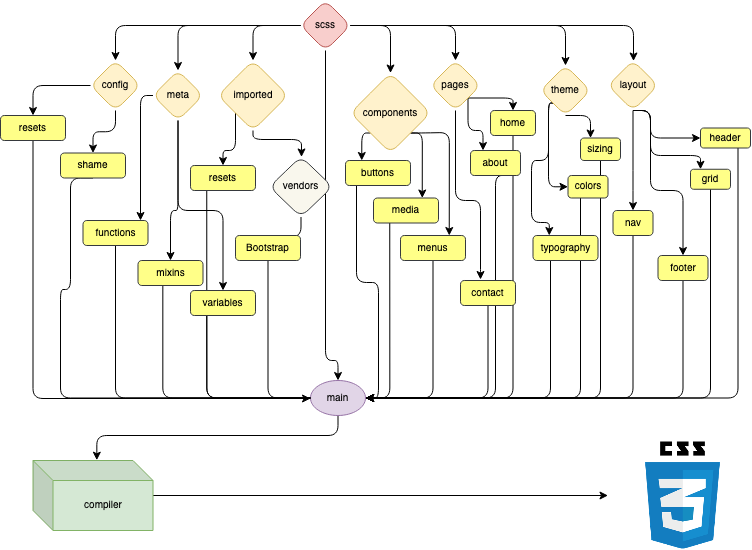 scss
config
meta
imported
components
pages
theme
layout
resets
shame
functions
mixins
resets
variables
vendors
Bootstrap
buttons
media
menus
home
about
contact
sizing
colors
typography
header
grid
nav
footer
main
compiler
CSS
3